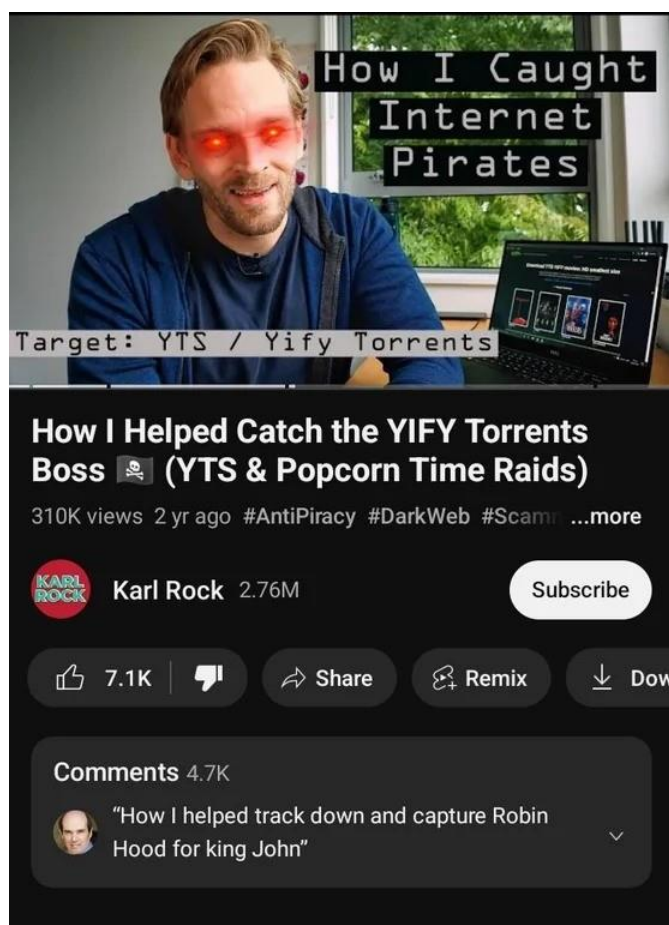 How I Caught
Internet
Pirates
Target: YTS / Yify Torrents
How I Helped Catch the YIFY Torrents
Boss 🏴‍☠️ (YTS & Popcorn Time Raids)
310K views 2 yr ago #AntiPiracy #DarkWeb #Scam ...more
KARL
ROCK
Karl Rock 2.76M
Subscribe
7.1K
Share
Remix
Dow
Comments 4.7K
“How I helped track down and capture Robin
Hood for king John”